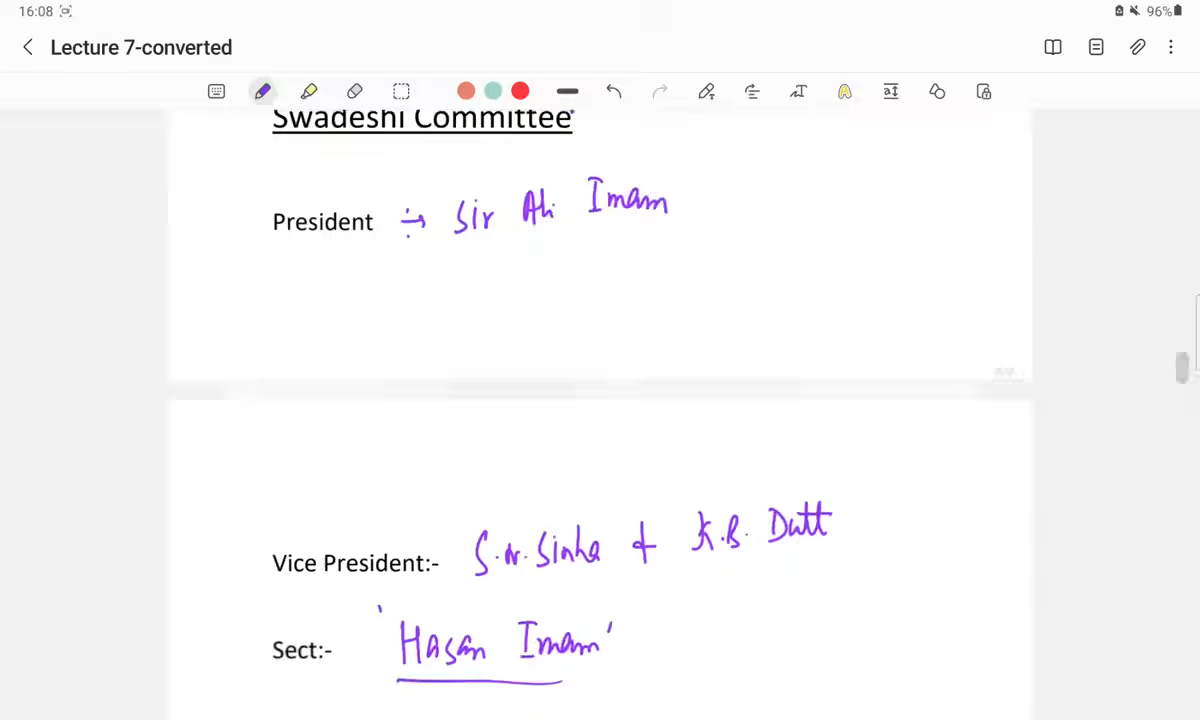 16:08 96%
Lecture 7-converted
Swadeshi Committee
President Sir Ali Imam
Vice President:- S.N. Sinha & K.B. Dutt
Sect:- 'Hasan Imam'